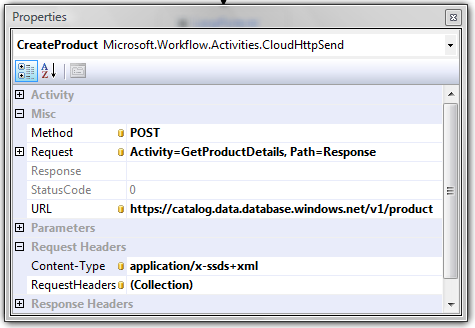 Properties
CreateProduct Microsoft.Workflow.Activities.CloudHttpSend
Activity
Misc
Method POST
Request Activity=GetProductDetails, Path=Response
Response
StatusCode 0
URL https://catalog.data.database.windows.net/v1/product
Parameters
Request Headers
Content-Type application/x-ssds+xml
RequestHeaders (Collection)
Response Headers